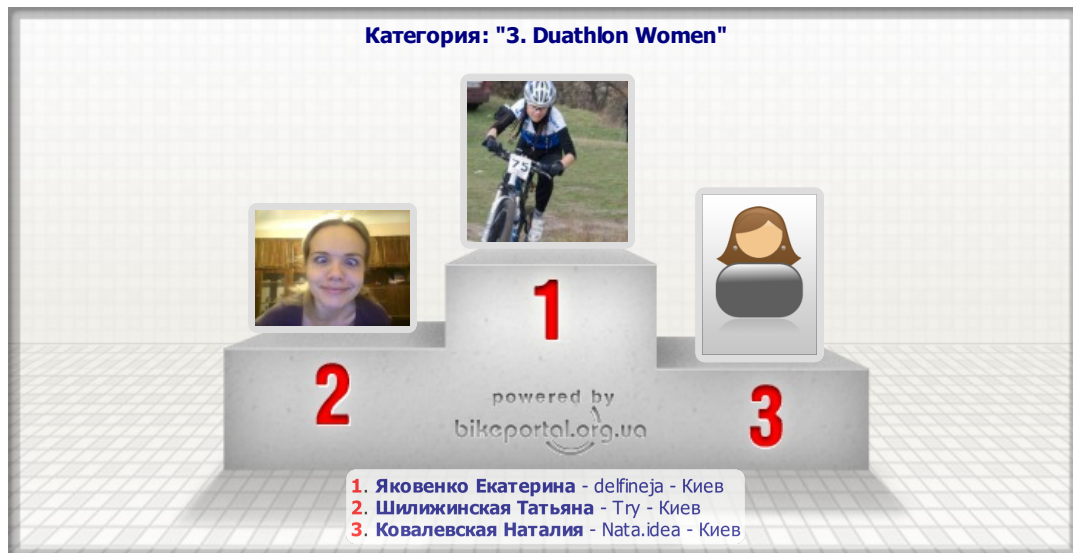 Категория: "3. Duathlon Women"
75
1
2
3
powered by
bikeportal.org.ua
1. Яковенко Екатерина - delfineja - Киев
2. Шилижинская Татьяна - Try - Киев
3. Ковалевская Наталия - Nata.idea - Киев